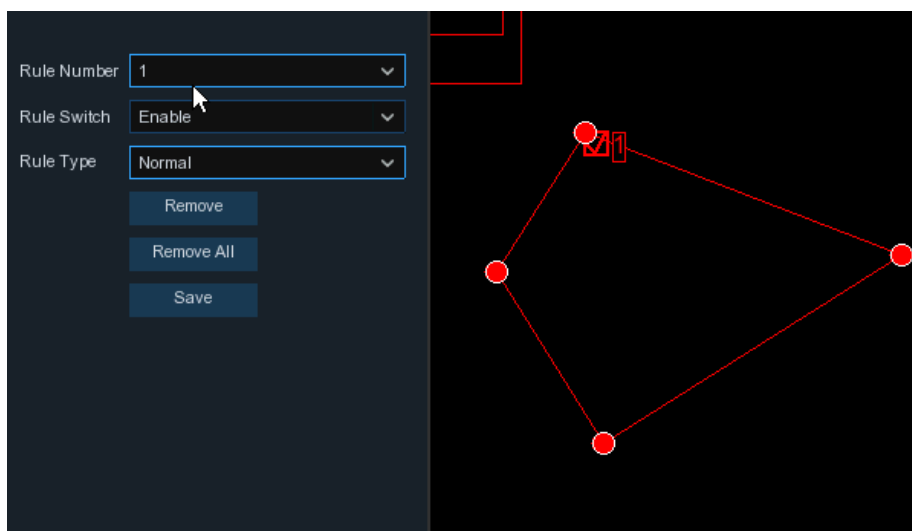 Rule Number 1
Rule Switch Enable
Rule Type Normal
Remove
Remove All
Save
1